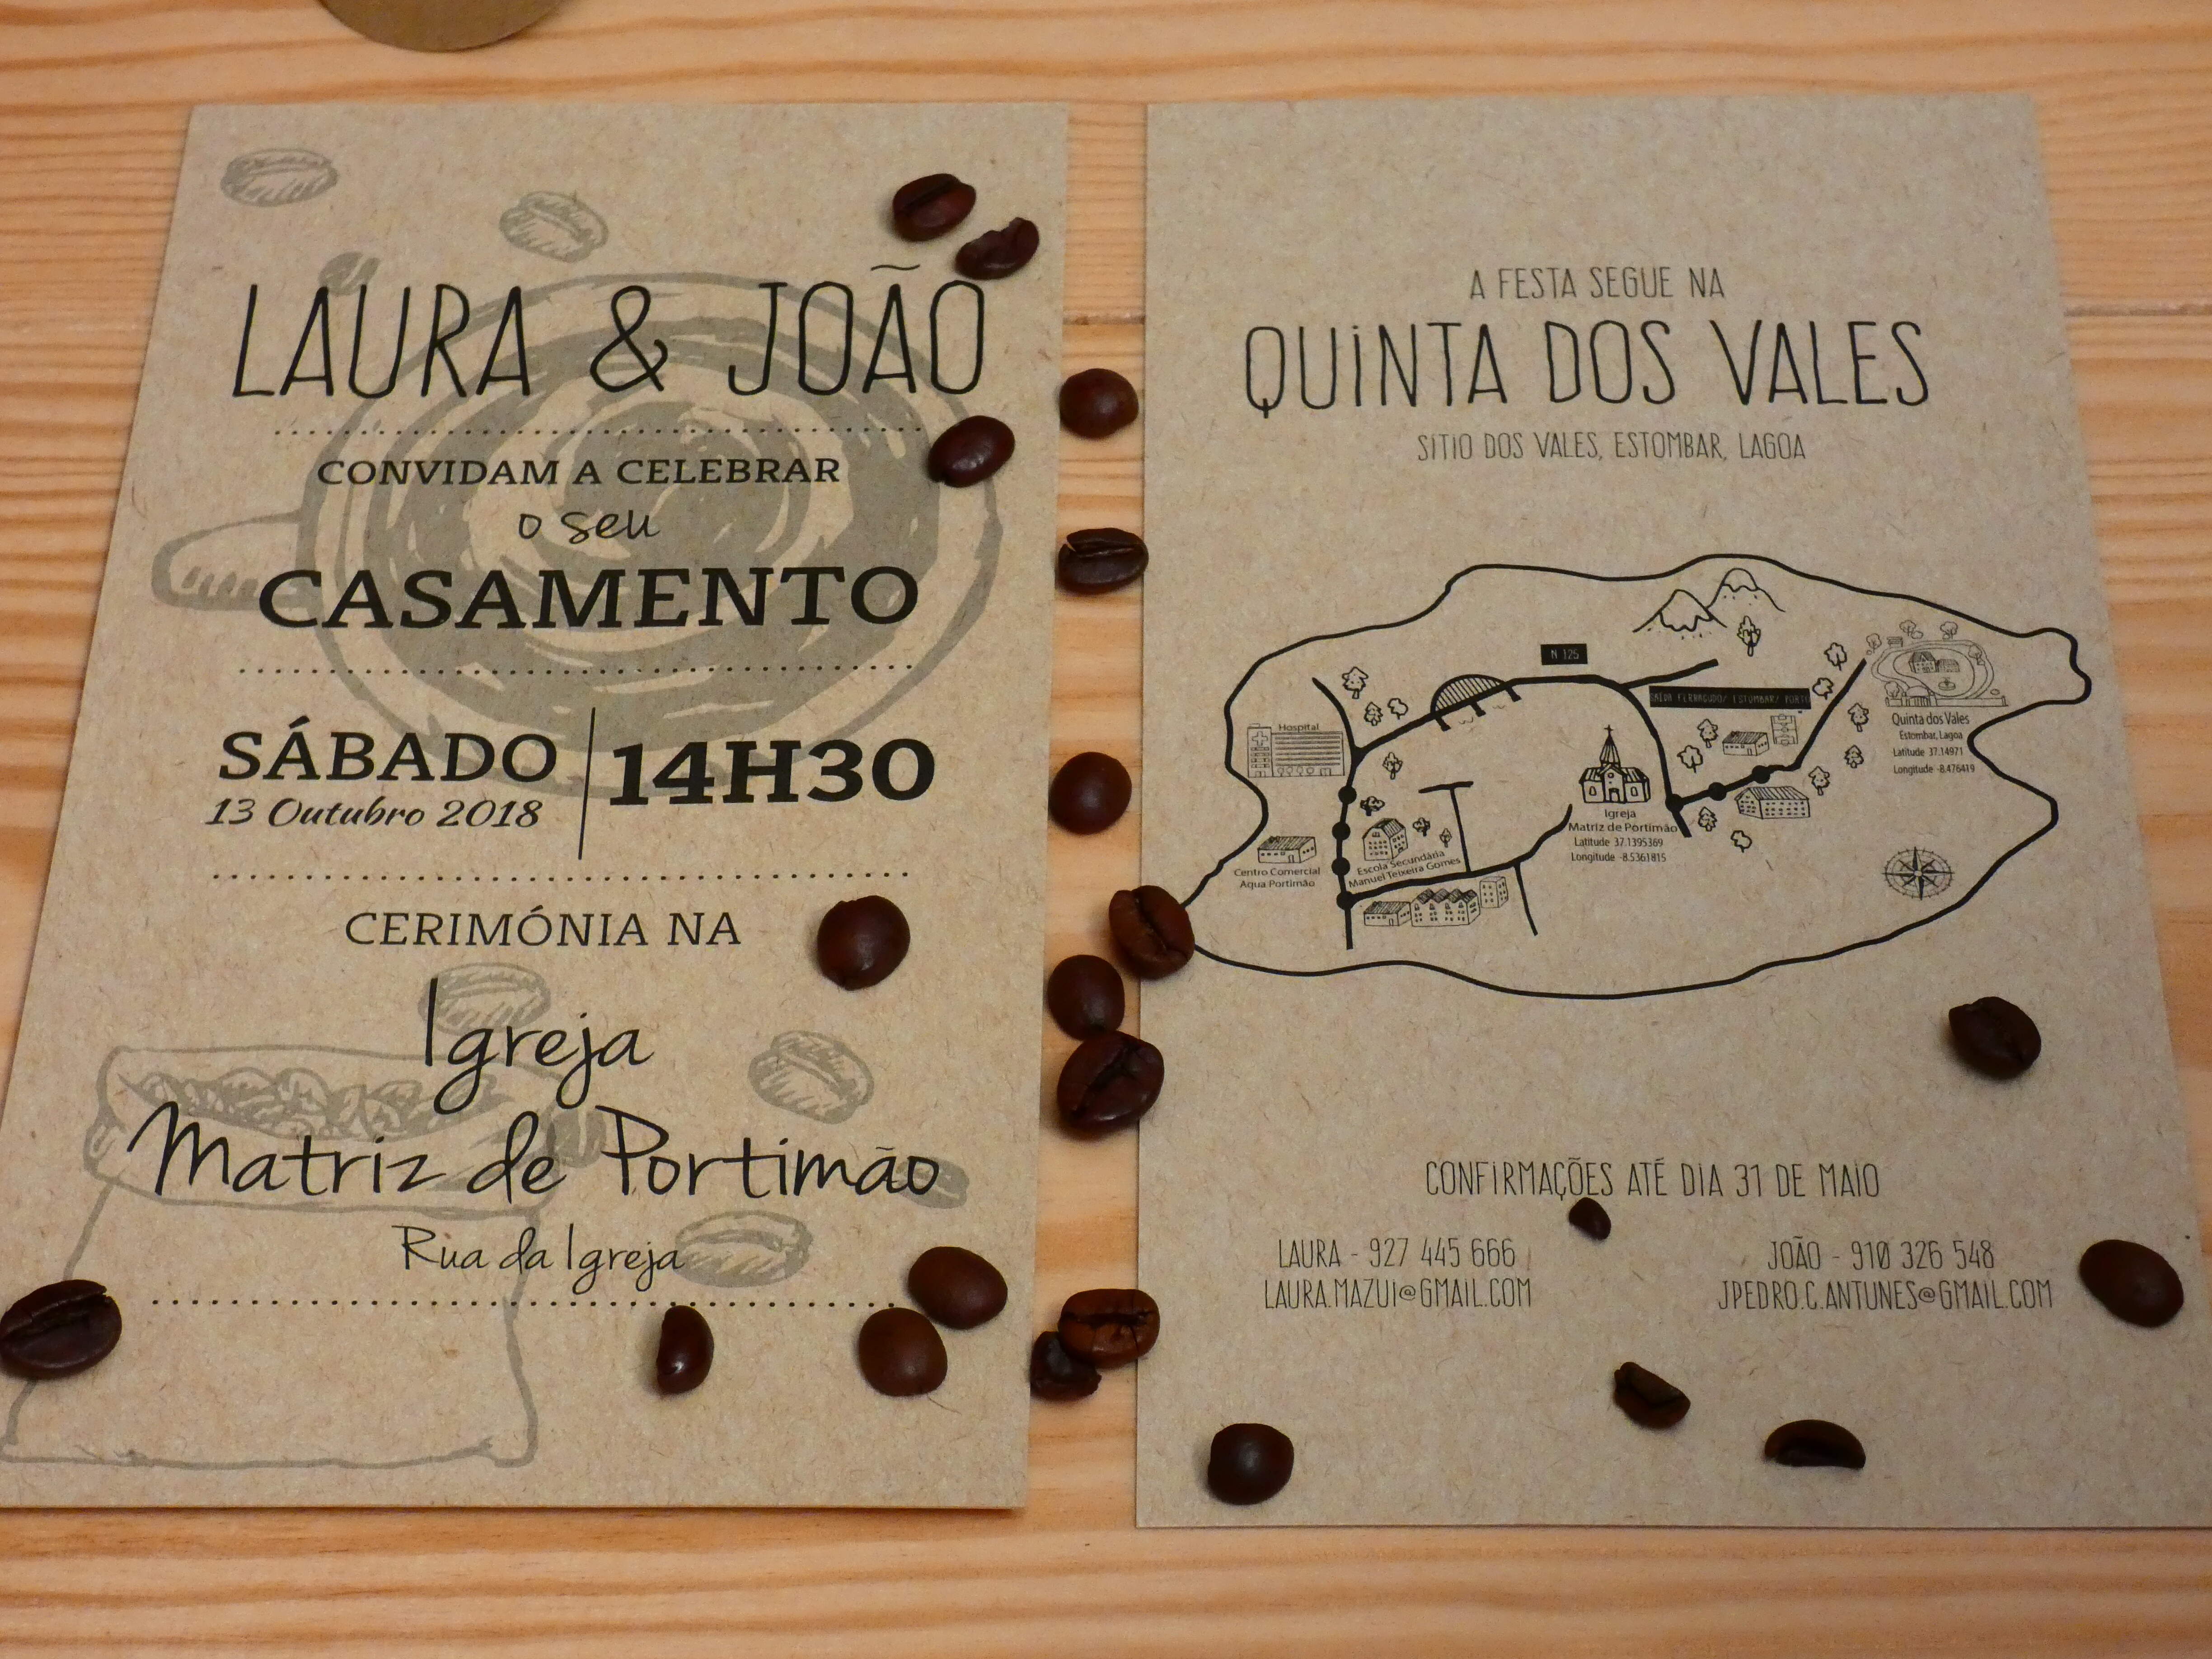 LAURA & JOÃO
CONVIDAM A CELEBRAR
o seu
CASAMENTO
SÁBADO
13 Outubro 2018
14H30
CERIMÓNIA NA
Igreja
Matriz de Portimão
Rua da Igreja
A FESTA SEGUE NA
QUINTA DOS VALES
SITIO DOS VALES, ESTOMBAR, LAGOA
N 125
SAÍDA FERRAGUDO/ ESTOMBAR/
Hospital
Quinta dos Vales
Estombar, Lagoa
Latitude 37.14971
Longitude -8.476419
Igreja
Matriz de Portimão
Latitude 37.1395369
Longitude -8.5361815
Centro Comercial
Aqua Portimão
Escola Secundária
Manuel Teixeira Gomes
CONFIRMAÇÕES ATÉ DIA 31 DE MAIO
LAURA - 927 445 666
LAURA.MAZUI@GMAIL.COM
JOÃO - 910 326 548
JPEDRO.C.ANTUNES@GMAIL.COM